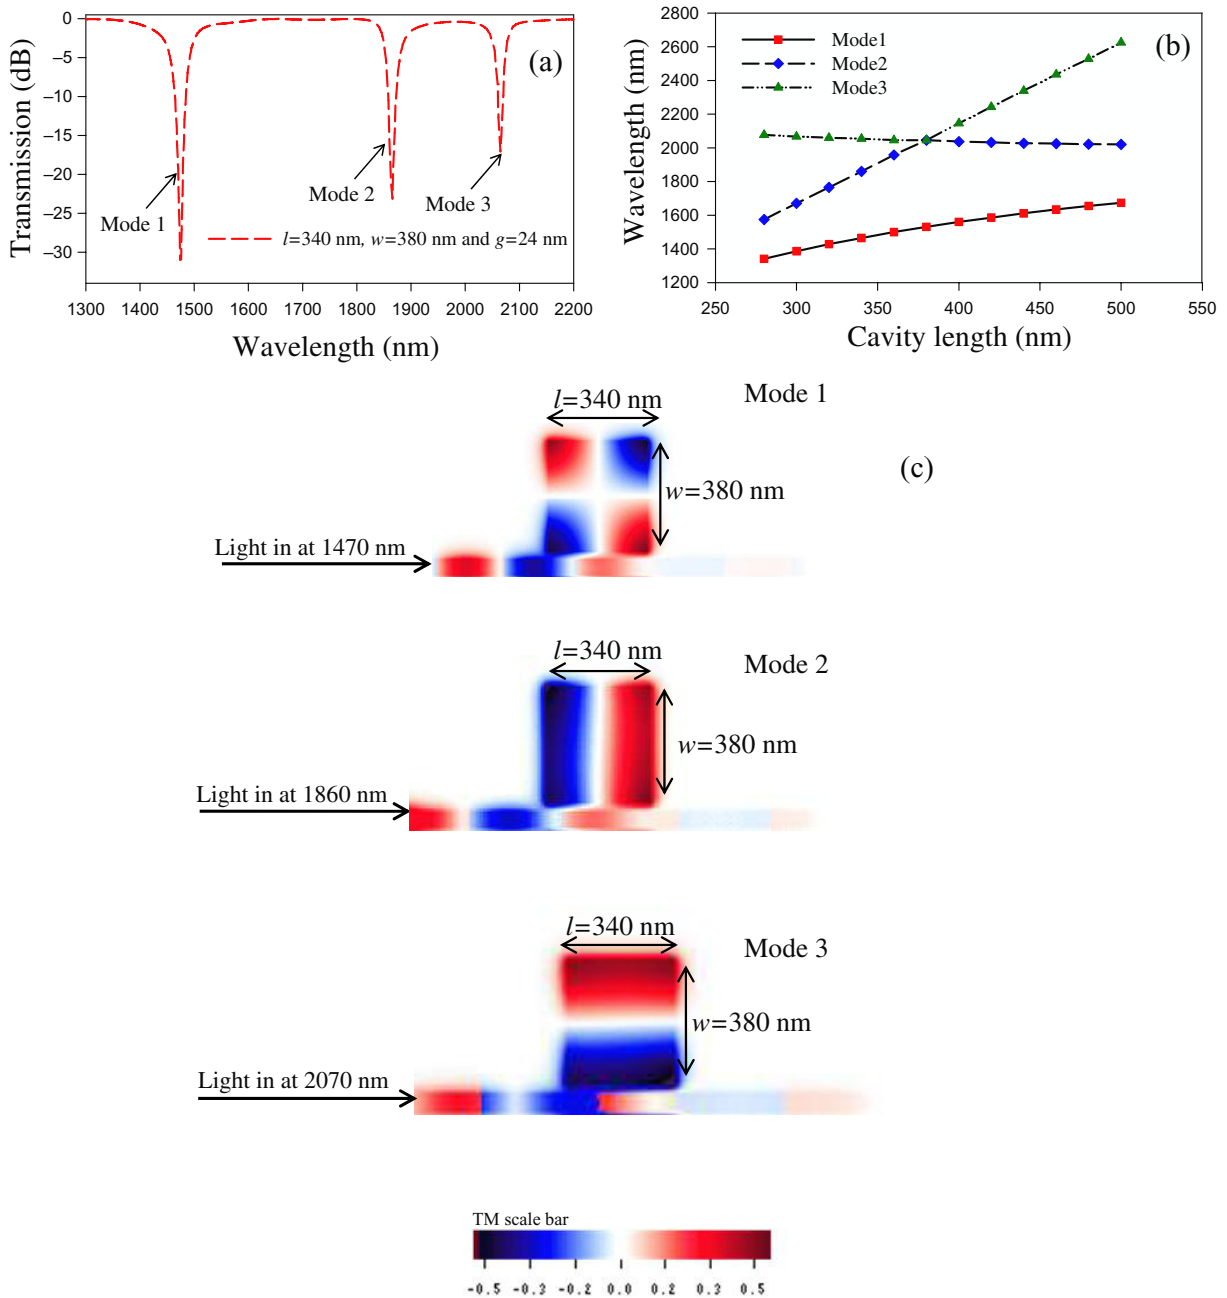 0
−5
−10
−15
−20
−25
−30
Transmission (dB)
(a)
Mode 1
Mode 2
Mode 3
l=340 nm, w=380 nm and g=24 nm
1300 1400 1500 1600 1700 1800 1900 2000 2100 2200
Wavelength (nm)
2800
2600
2400
2200
2000
1800
1600
1400
1200
Wavelength (nm)
Mode1
Mode2
Mode3
(b)
250 300 350 400 450 500 550
Cavity length (nm)
l=340 nm
Mode 1
(c)
w=380 nm
Light in at 1470 nm
l=340 nm
Mode 2
w=380 nm
Light in at 1860 nm
l=340 nm
Mode 3
w=380 nm
Light in at 2070 nm
TM scale bar
-0.5 -0.3 -0.2 0.0 0.2 0.3 0.5